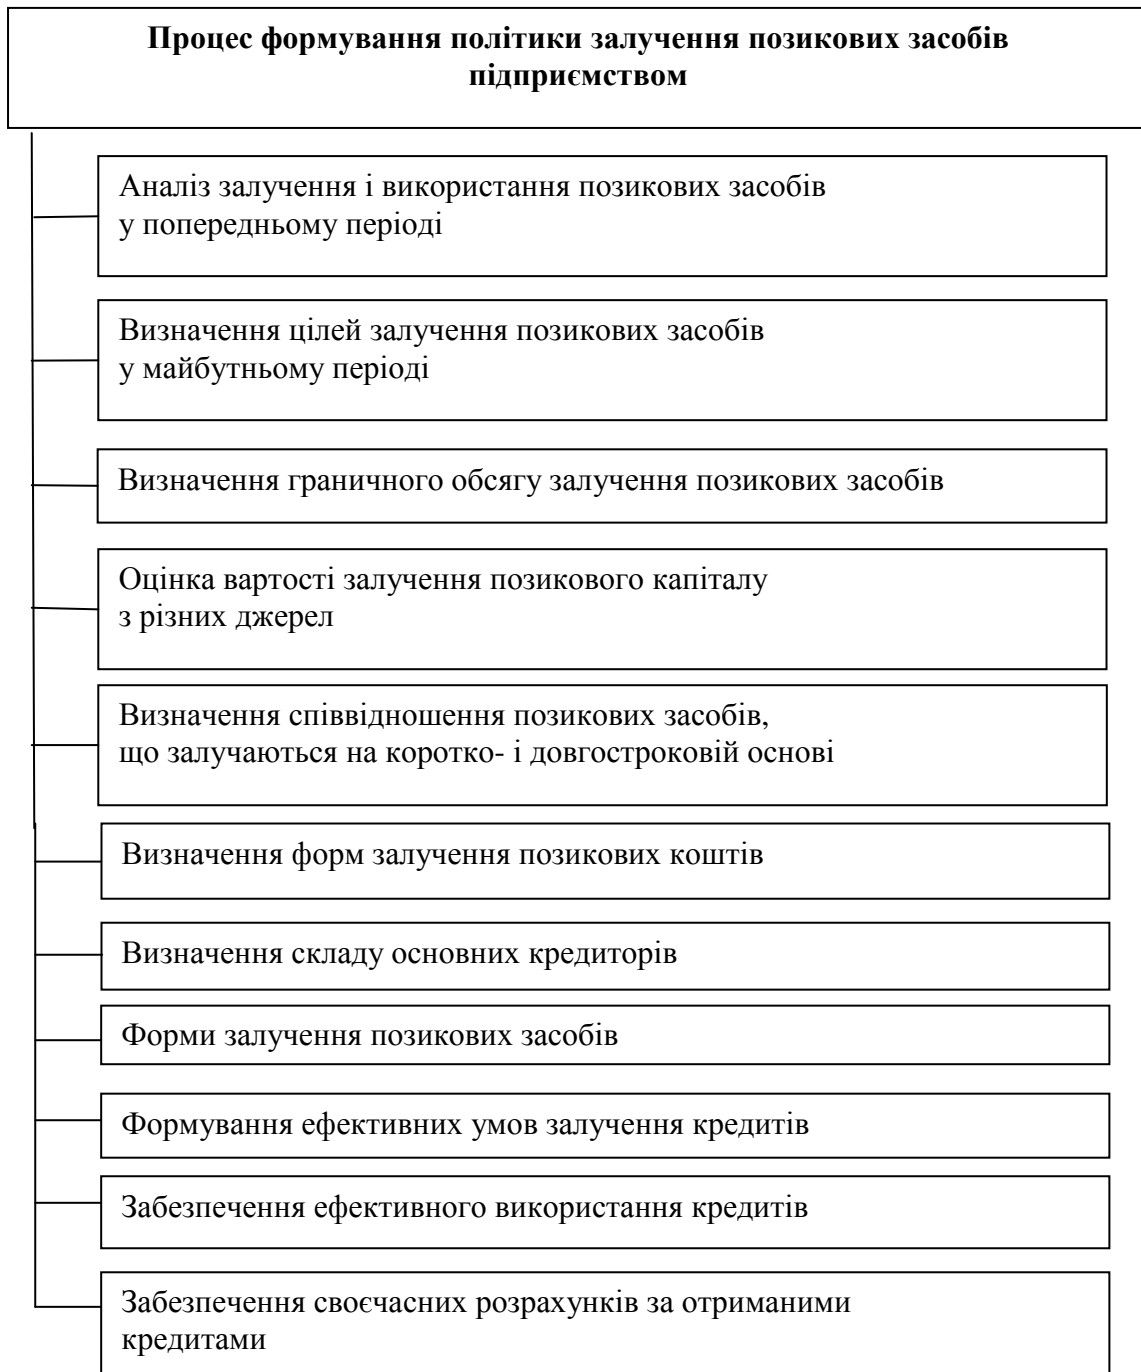 Процес формування політики залучення позикових засобів
підприємством
Аналіз залучення і використання позикових засобів
у попередньому періоді
Визначення цілей залучення позикових засобів
у майбутньому періоді
Визначення граничного обсягу залучення позикових засобів
Оцінка вартості залучення позикового капіталу
з різних джерел
Визначення співвідношення позикових засобів,
що залучаються на коротко- і довгостроковій основі
Визначення форм залучення позикових коштів
Визначення складу основних кредиторів
Форми залучення позикових засобів
Формування ефективних умов залучення кредитів
Забезпечення ефективного використання кредитів
Забезпечення своєчасних розрахунків за отриманими
кредитами